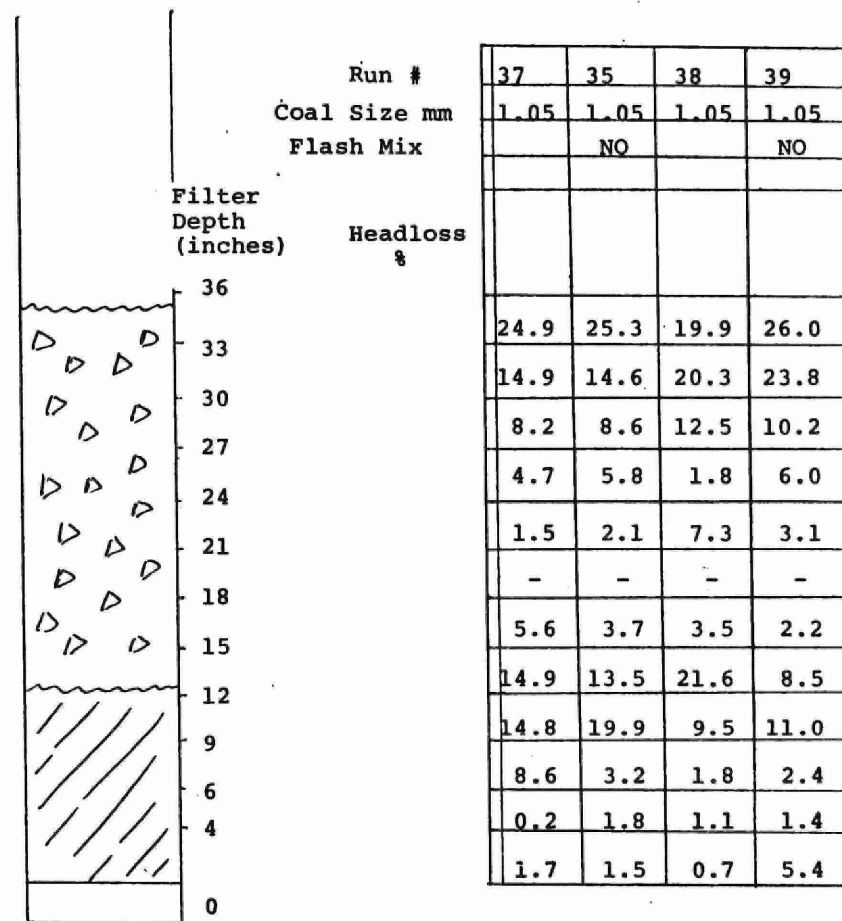 Run # 37 35 38 39
Coal Size mm 1.05 1.05 1.05 1.05
Flash Mix NO NO
Filter
Depth
(inches)
Headloss
%
36
24.9 25.3 19.9 26.0
33
14.9 14.6 20.3 23.8
30
8.2 8.6 12.5 10.2
27
4.7 5.8 1.8 6.0
24
1.5 2.1 7.3 3.1
21
- - - -
18
5.6 3.7 3.5 2.2
15
14.9 13.5 21.6 8.5
12
14.8 19.9 9.5 11.0
9
8.6 3.2 1.8 2.4
6
0.2 1.8 1.1 1.4
4
1.7 1.5 0.7 5.4
0